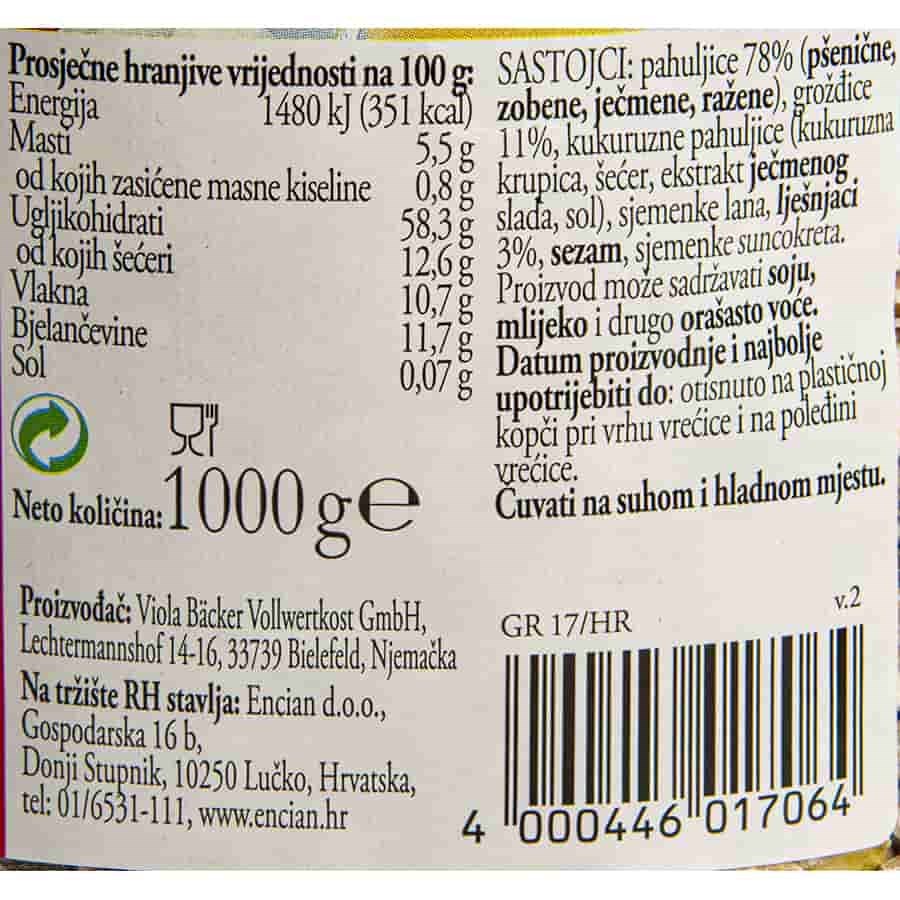 Prosječne hranjive vrijednosti na 100 g:
Energija 1480 kJ (351 kcal)
Masti 5,5 g
od kojih zasićene masne kiseline 0,8 g
Ugljikohidrati 58,3 g
od kojih šećeri 12,6 g
Vlakna 10,7 g
Bjelančevine 11,7 g
Sol 0,07 g
Neto količina: 1000 g e
Proizvođač: Viola Bäcker Vollwertkost GmbH,
Lechtermannshof 14-16, 33739 Bielefeld, Njemačka
Na tržište RH stavlja: Encian d.o.o.,
Gospodarska 16 b,
Donji Stupnik, 10250 Lučko, Hrvatska,
tel: 01/6531-111, www.encian.hr
SASTOJCI: pahuljice 78% (pšenične,
zobene, ječmene, ražene), grožđice
11%, kukuruzne pahuljice (kukuruzna
krupica, šećer, ekstrakt ječmenog
slada, sol), sjemenke lana, lješnjaci
3%, sezam, sjemenke suncokreta.
Proizvod može sadržavati soju,
mlijeko i drugo orašasto voće.
Datum proizvodnje i najbolje
upotrijebiti do: otisnuto na plastičnoj
kopči pri vrhu vrećice i na poleđini
vrećice.
Čuvati na suhom i hladnom mjestu.
GR 17/HR v.2
4 000446 017064